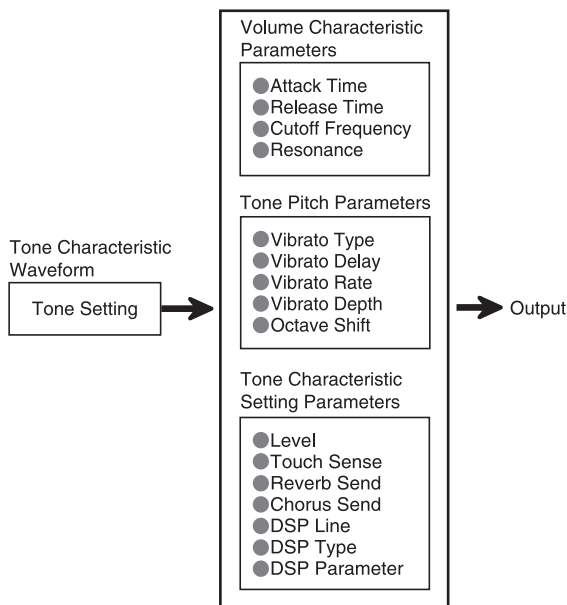 Tone Characteristic
Waveform
Tone Setting
Volume Characteristic
Parameters
Attack Time
Release Time
Cutoff Frequency
Resonance
Tone Pitch Parameters
Vibrato Type
Vibrato Delay
Vibrato Rate
Vibrato Depth
Octave Shift
Tone Characteristic
Setting Parameters
Level
Touch Sense
Reverb Send
Chorus Send
DSP Line
DSP Type
DSP Parameter
Output